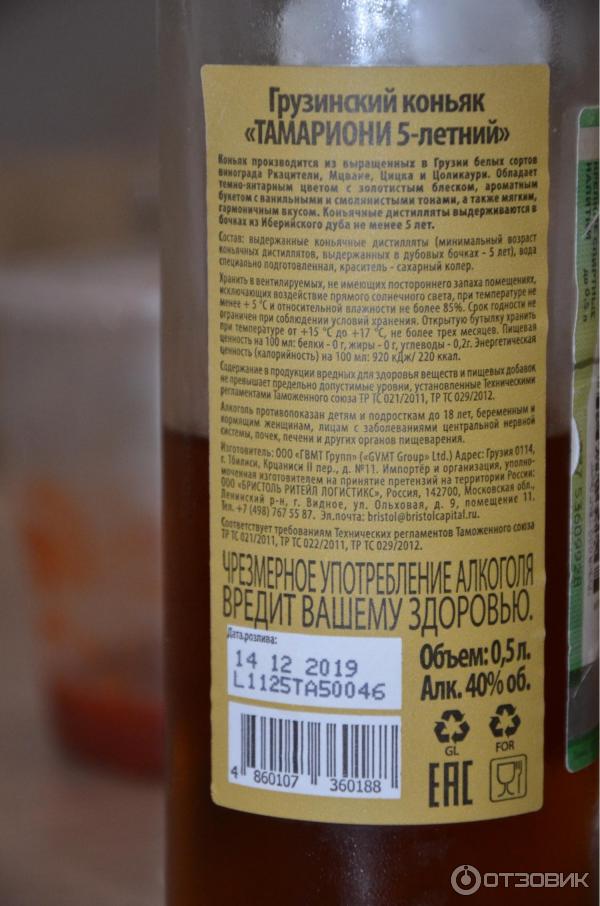 Грузинский коньяк
«ТАМАРИОНИ 5-летний»
Коньяк производится из выращенных в Грузии белых сортов
винограда Ркацители, Мцване, Цицка и Цоликаури. Обладает
темно-янтарным цветом с золотистым блеском, ароматным
букетом с ванильными и смолянистыми тонами, а также мягким,
гармоничным вкусом. Коньячные дистилляты выдерживаются в
бочках из Иберийского дуба не менее 5 лет.
Состав: выдержанные коньячные дистилляты (минимальный возраст
коньячных дистиллятов, выдержанных в дубовых бочках - 5 лет), вода
специально подготовленная, краситель - сахарный колер.
Хранить в вентилируемых, не имеющих постороннего запаха помещениях,
исключающих воздействие прямого солнечного света, при температуре не
менее + 5 °С и относительной влажности не более 85%. Срок годности не
ограничен при соблюдении условий хранения. Открытую бутылку хранить
при температуре от +15 °С до +17 °С, не более трех месяцев. Пищевая
ценность на 100 мл: белки - 0 г, жиры - 0 г, углеводы - 0,2г. Энергетическая
ценность (калорийность) на 100 мл: 920 кДж/ 220 ккал.
Содержание в продукции вредных для здоровья веществ и пищевых добавок
не превышает предельно допустимые уровни, установленные Техническими
регламентами Таможенного союза ТР ТС 021/2011, ТР ТС 029/2012.
Алкоголь противопоказан детям и подросткам до 18 лет, беременным и
кормящим женщинам, лицам с заболеваниями центральной нервной
системы, почек, печени и других органов пищеварения.
Изготовитель: ООО «ГВМТ Групп» («GVMT Group» Ltd.) Адрес: Грузия 0114,
г. Тбилиси, Крцаниси II пер., д. №11. Импортёр и организация, уполно-
моченная изготовителем на принятие претензий на территории России:
ООО «БРИСТОЛЬ РИТЕЙЛ ЛОГИСТИКС», Россия, 142700, Московская обл.,
Ленинский р-н, г. Видное, ул. Ольховая, д. 9, помещение 11.
Тел. +7 (498) 767 55 87. Эл.почта: bristol@bristolcapital.ru.
Соответствует требованиям Технических регламентов Таможенного союза
ТР ТС 021/2011, ТР ТС 022/2011, ТР ТС 029/2012.
ЧРЕЗМЕРНОЕ УПОТРЕБЛЕНИЕ АЛКОГОЛЯ
ВРЕДИТ ВАШЕМУ ЗДОРОВЬЮ.
Дата.розлива:
14 12 2019
L1125TA50046
Объем: 0,5 л.
Алк. 40% об.
GL FOR
EAC
4 860107 360188
ОТЗОВИК